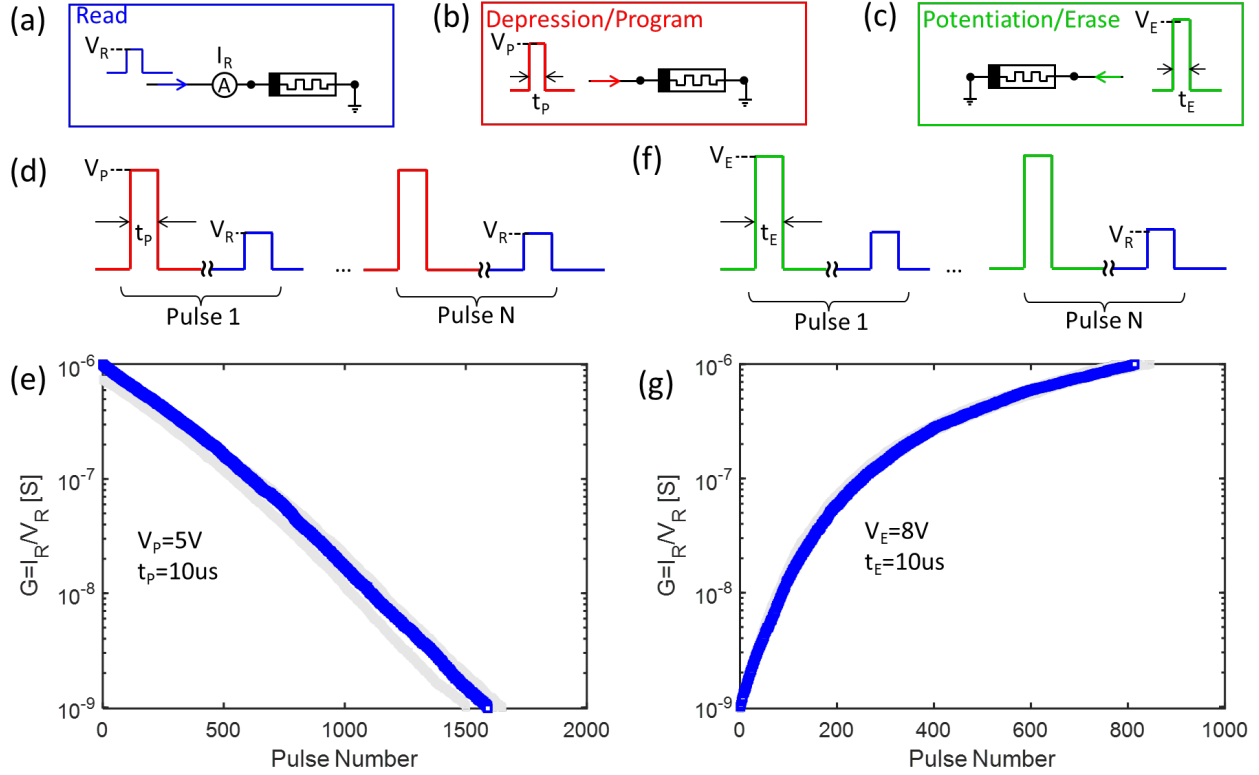 (a)
Read
V_R
I_R
A
(b)
Depression/Program
V_P
t_P
(c)
Potentiation/Erase
V_E
t_E
(d)
V_P
t_P
V_R
...
V_R
Pulse 1
Pulse N
(f)
V_E
t_E
...
V_R
Pulse 1
Pulse N
(e)
G=I_R/V_R [S]
10^-6
10^-7
10^-8
10^-9
V_P=5V
t_P=10us
0
500
1000
1500
2000
Pulse Number
(g)
G=I_R/V_R [S]
10^-6
10^-7
10^-8
10^-9
V_E=8V
t_E=10us
0
200
400
600
800
1000
Pulse Number